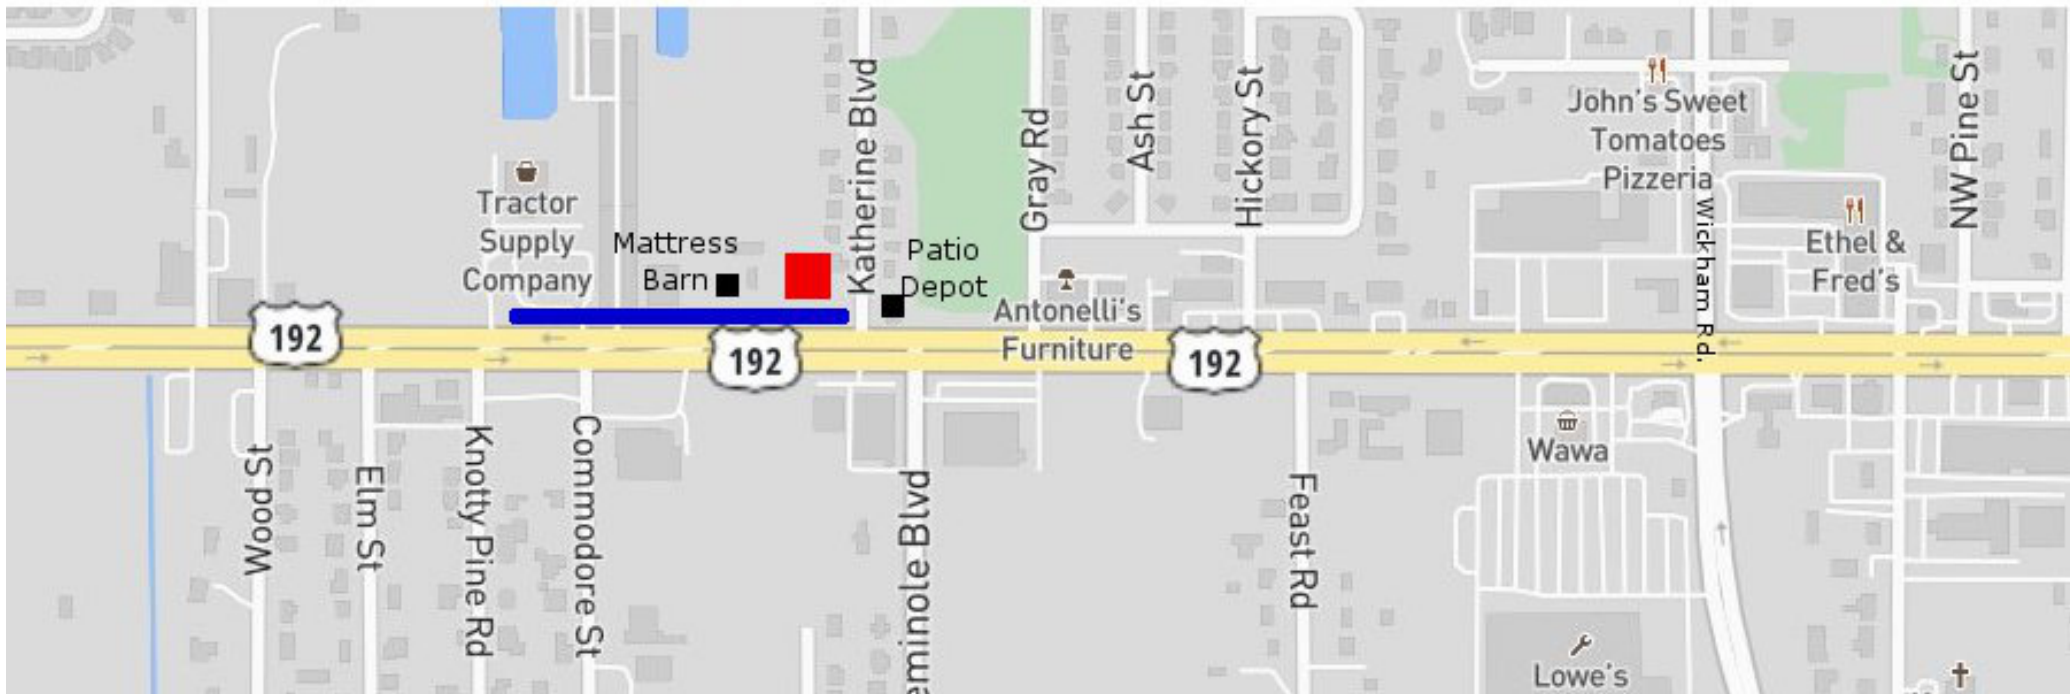 John's Sweet
Tomatoes
Pizzeria
Katherine Blvd
Gray Rd
Ash St
Hickory St
Wickham Rd.
NW Pine St
Tractor
Supply
Company
Mattress
Barn
Patio
Depot
Antonelli's
Furniture
Ethel &
Fred's
192
192
192
Wood St
Elm St
Knotty Pine Rd
Commodore St
eminole Blvd
Feast Rd
Wawa
Lowe's